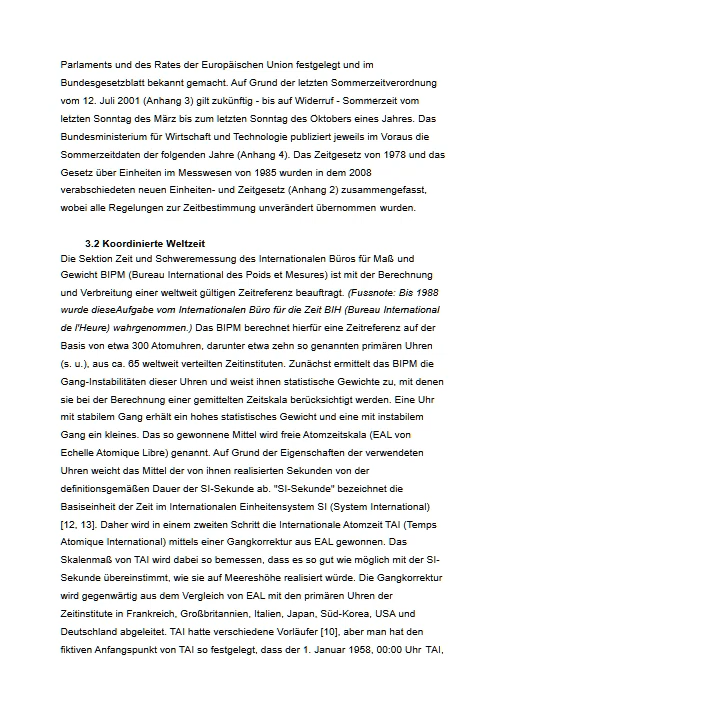 Parlaments und des Rates der Europäischen Union festgelegt und im
Bundesgesetzblatt bekannt gemacht. Auf Grund der letzten Sommerzeitverordnung
vom 12. Juli 2001 (Anhang 3) gilt zukünftig - bis auf Widerruf - Sommerzeit vom
letzten Sonntag des März bis zum letzten Sonntag des Oktobers eines Jahres. Das
Bundesministerium für Wirtschaft und Technologie publiziert jeweils im Voraus die
Sommerzeitdaten der folgenden Jahre (Anhang 4). Das Zeitgesetz von 1978 und das
Gesetz über Einheiten im Messwesen von 1985 wurden in dem 2008
verabschiedeten neuen Einheiten- und Zeitgesetz (Anhang 2) zusammengefasst,
wobei alle Regelungen zur Zeitbestimmung unverändert übernommen wurden.
3.2 Koordinierte Weltzeit
Die Sektion Zeit und Schweremessung des Internationalen Büros für Maß und
Gewicht BIPM (Bureau International des Poids et Mesures) ist mit der Berechnung
und Verbreitung einer weltweit gültigen Zeitreferenz beauftragt. (Fussnote: Bis 1988
wurde dieseAufgabe vom Internationalen Büro für die Zeit BIH (Bureau International
de l'Heure) wahrgenommen.) Das BIPM berechnet hierfür eine Zeitreferenz auf der
Basis von etwa 300 Atomuhren, darunter etwa zehn so genannten primären Uhren
(s. u.), aus ca. 65 weltweit verteilten Zeitinstituten. Zunächst ermittelt das BIPM die
Gang-Instabilitäten dieser Uhren und weist ihnen statistische Gewichte zu, mit denen
sie bei der Berechnung einer gemittelten Zeitskala berücksichtigt werden. Eine Uhr
mit stabilem Gang erhält ein hohes statistisches Gewicht und eine mit instabilem
Gang ein kleines. Das so gewonnene Mittel wird freie Atomzeitskala (EAL von
Echelle Atomique Libre) genannt. Auf Grund der Eigenschaften der verwendeten
Uhren weicht das Mittel der von ihnen realisierten Sekunden von der
definitionsgemäßen Dauer der SI-Sekunde ab. "SI-Sekunde" bezeichnet die
Basiseinheit der Zeit im Internationalen Einheitensystem SI (System International)
[12, 13]. Daher wird in einem zweiten Schritt die Internationale Atomzeit TAI (Temps
Atomique International) mittels einer Gangkorrektur aus EAL gewonnen. Das
Skalenmaß von TAI wird dabei so bemessen, dass es so gut wie möglich mit der SI-
Sekunde übereinstimmt, wie sie auf Meereshöhe realisiert würde. Die Gangkorrektur
wird gegenwärtig aus dem Vergleich von EAL mit den primären Uhren der
Zeitinstitute in Frankreich, Großbritannien, Italien, Japan, Süd-Korea, USA und
Deutschland abgeleitet. TAI hatte verschiedene Vorläufer [10], aber man hat den
fiktiven Anfangspunkt von TAI so festgelegt, dass der 1. Januar 1958, 00:00 Uhr TAI,